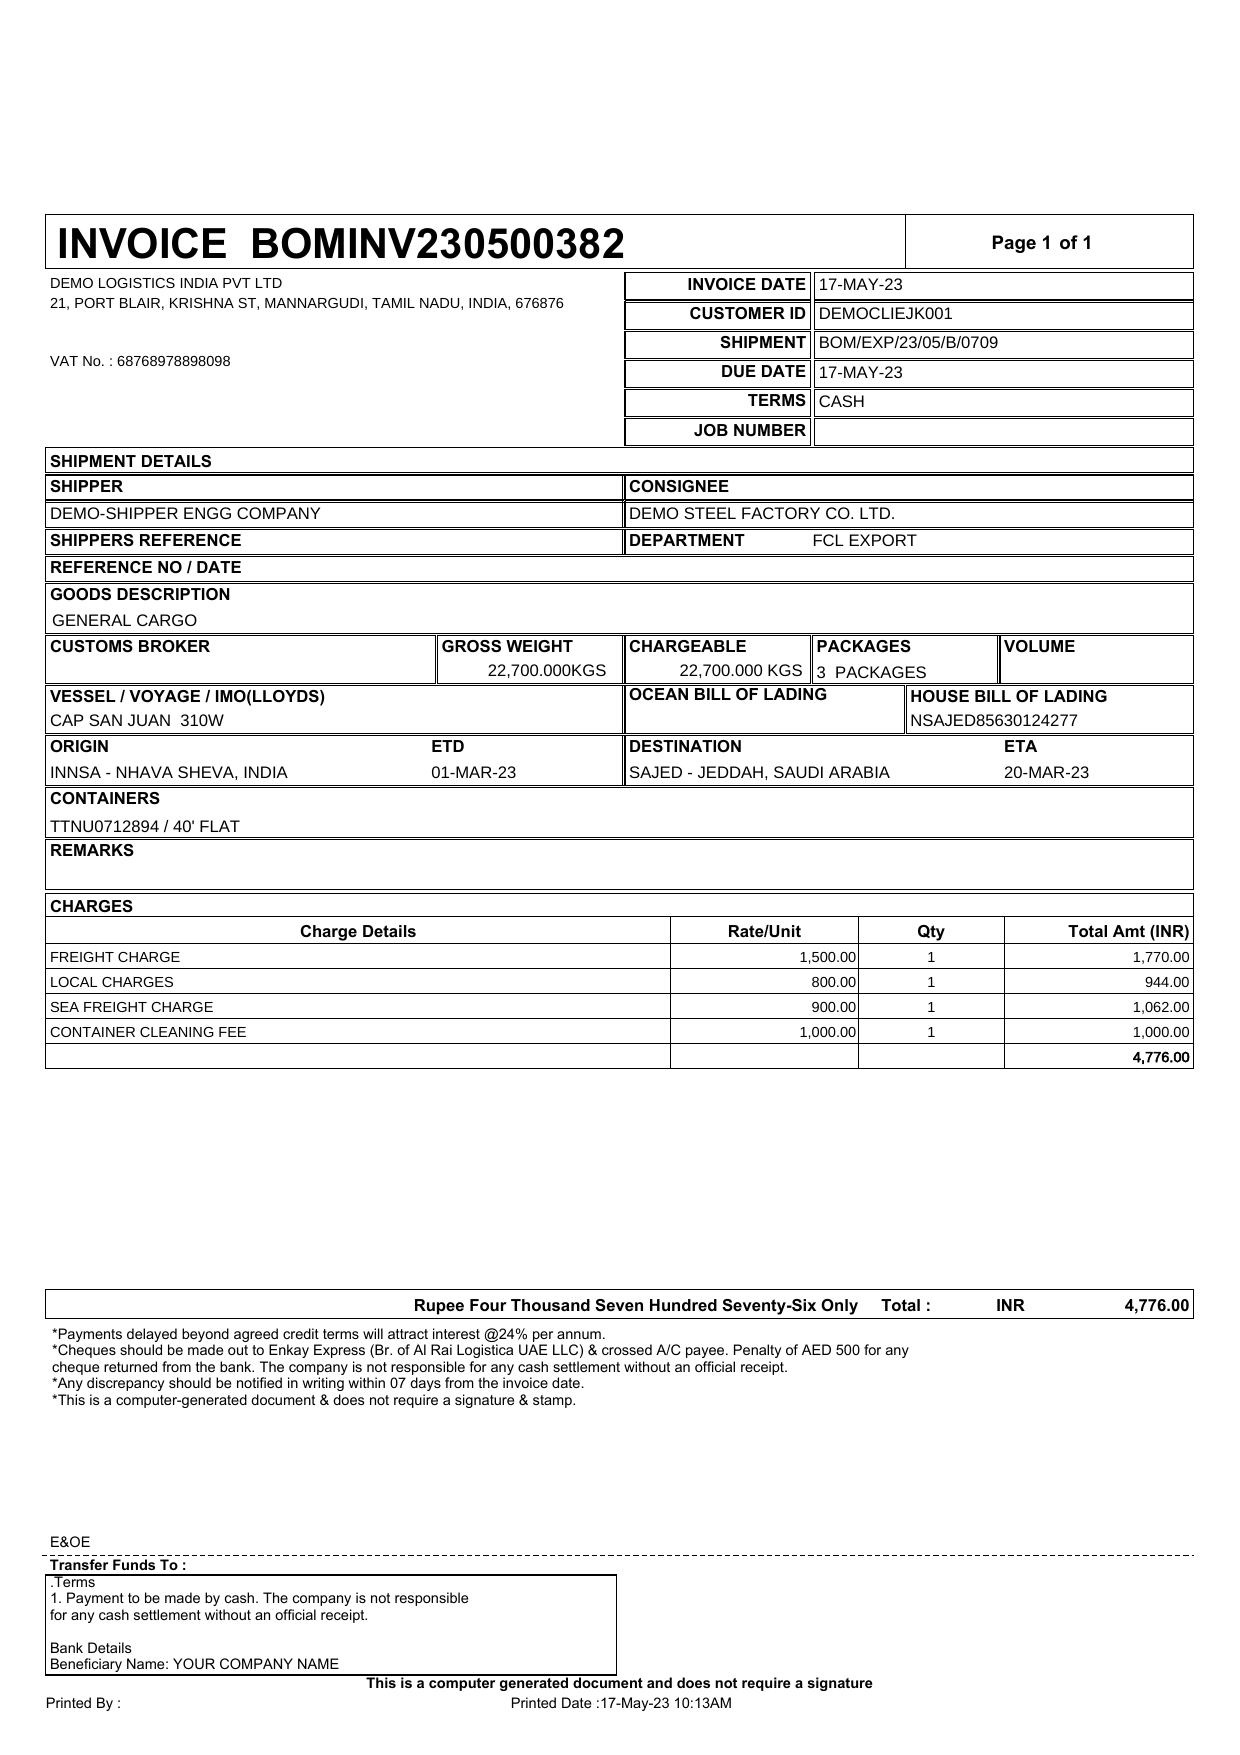 INVOICE BOMINV230500382
Page 1 of 1
DEMO LOGISTICS INDIA PVT LTD
21, PORT BLAIR, KRISHNA ST, MANNARGUDI, TAMIL NADU, INDIA, 676876
VAT No. : 68768978898098
INVOICE DATE 17-MAY-23
CUSTOMER ID DEMOCLIEJK001
SHIPMENT BOM/EXP/23/05/B/0709
DUE DATE 17-MAY-23
TERMS CASH
JOB NUMBER
SHIPMENT DETAILS
SHIPPER CONSIGNEE
DEMO-SHIPPER ENGG COMPANY DEMO STEEL FACTORY CO. LTD.
SHIPPERS REFERENCE DEPARTMENT FCL EXPORT
REFERENCE NO / DATE
GOODS DESCRIPTION
GENERAL CARGO
CUSTOMS BROKER GROSS WEIGHT CHARGEABLE PACKAGES VOLUME
22,700.000KGS 22,700.000 KGS 3 PACKAGES
VESSEL / VOYAGE / IMO(LLOYDS) OCEAN BILL OF LADING HOUSE BILL OF LADING
CAP SAN JUAN 310W NSAJED85630124277
ORIGIN ETD DESTINATION ETA
INNSA - NHAVA SHEVA, INDIA 01-MAR-23 SAJED - JEDDAH, SAUDI ARABIA 20-MAR-23
CONTAINERS
TTNU0712894 / 40' FLAT
REMARKS
CHARGES
Charge Details Rate/Unit Qty Total Amt (INR)
FREIGHT CHARGE 1,500.00 1 1,770.00
LOCAL CHARGES 800.00 1 944.00
SEA FREIGHT CHARGE 900.00 1 1,062.00
CONTAINER CLEANING FEE 1,000.00 1 1,000.00
4,776.00
Rupee Four Thousand Seven Hundred Seventy-Six Only Total : INR 4,776.00
*Payments delayed beyond agreed credit terms will attract interest @24% per annum.
*Cheques should be made out to Enkay Express (Br. of Al Rai Logistica UAE LLC) & crossed A/C payee. Penalty of AED 500 for any
cheque returned from the bank. The company is not responsible for any cash settlement without an official receipt.
*Any discrepancy should be notified in writing within 07 days from the invoice date.
*This is a computer-generated document & does not require a signature & stamp.
E&OE
Transfer Funds To :
.Terms
1. Payment to be made by cash. The company is not responsible
for any cash settlement without an official receipt.
Bank Details
Beneficiary Name: YOUR COMPANY NAME
This is a computer generated document and does not require a signature
Printed By : Printed Date :17-May-23 10:13AM